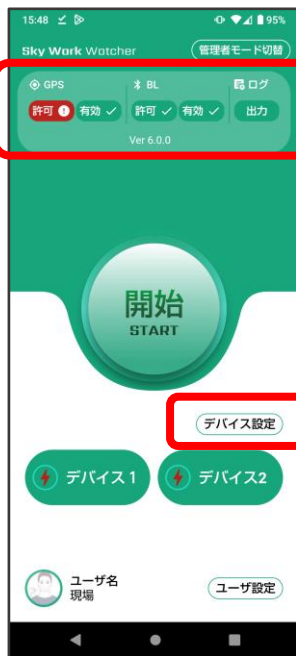 15:48 95%
Sky Work Watcher 管理者モード切替
GPS BL ログ
許可 有効 許可 有効 出力
Ver 6.0.0
開始
START
デバイス設定
デバイス1 デバイス2
ユーザ名
現場 ユーザ設定